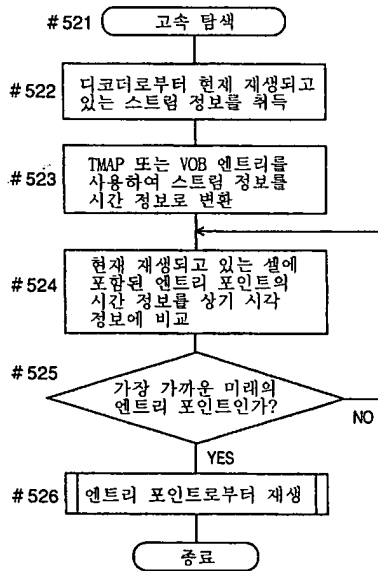 #521 고속 탐색
#522
디코더로부터 현재 재생되고
있는 스트림 정보를 취득
#523
TMAP 또는 VOB 엔트리를
사용하여 스트림 정보를
시간 정보로 변환
#524
현재 재생되고 있는 셀에
포함된 엔트리 포인트의
시간 정보를 상기 시각
정보에 비교
#525
가장 가까운 미래의
엔트리 포인트인가?
NO
YES
#526 엔트리 포인트로부터 재생
종료